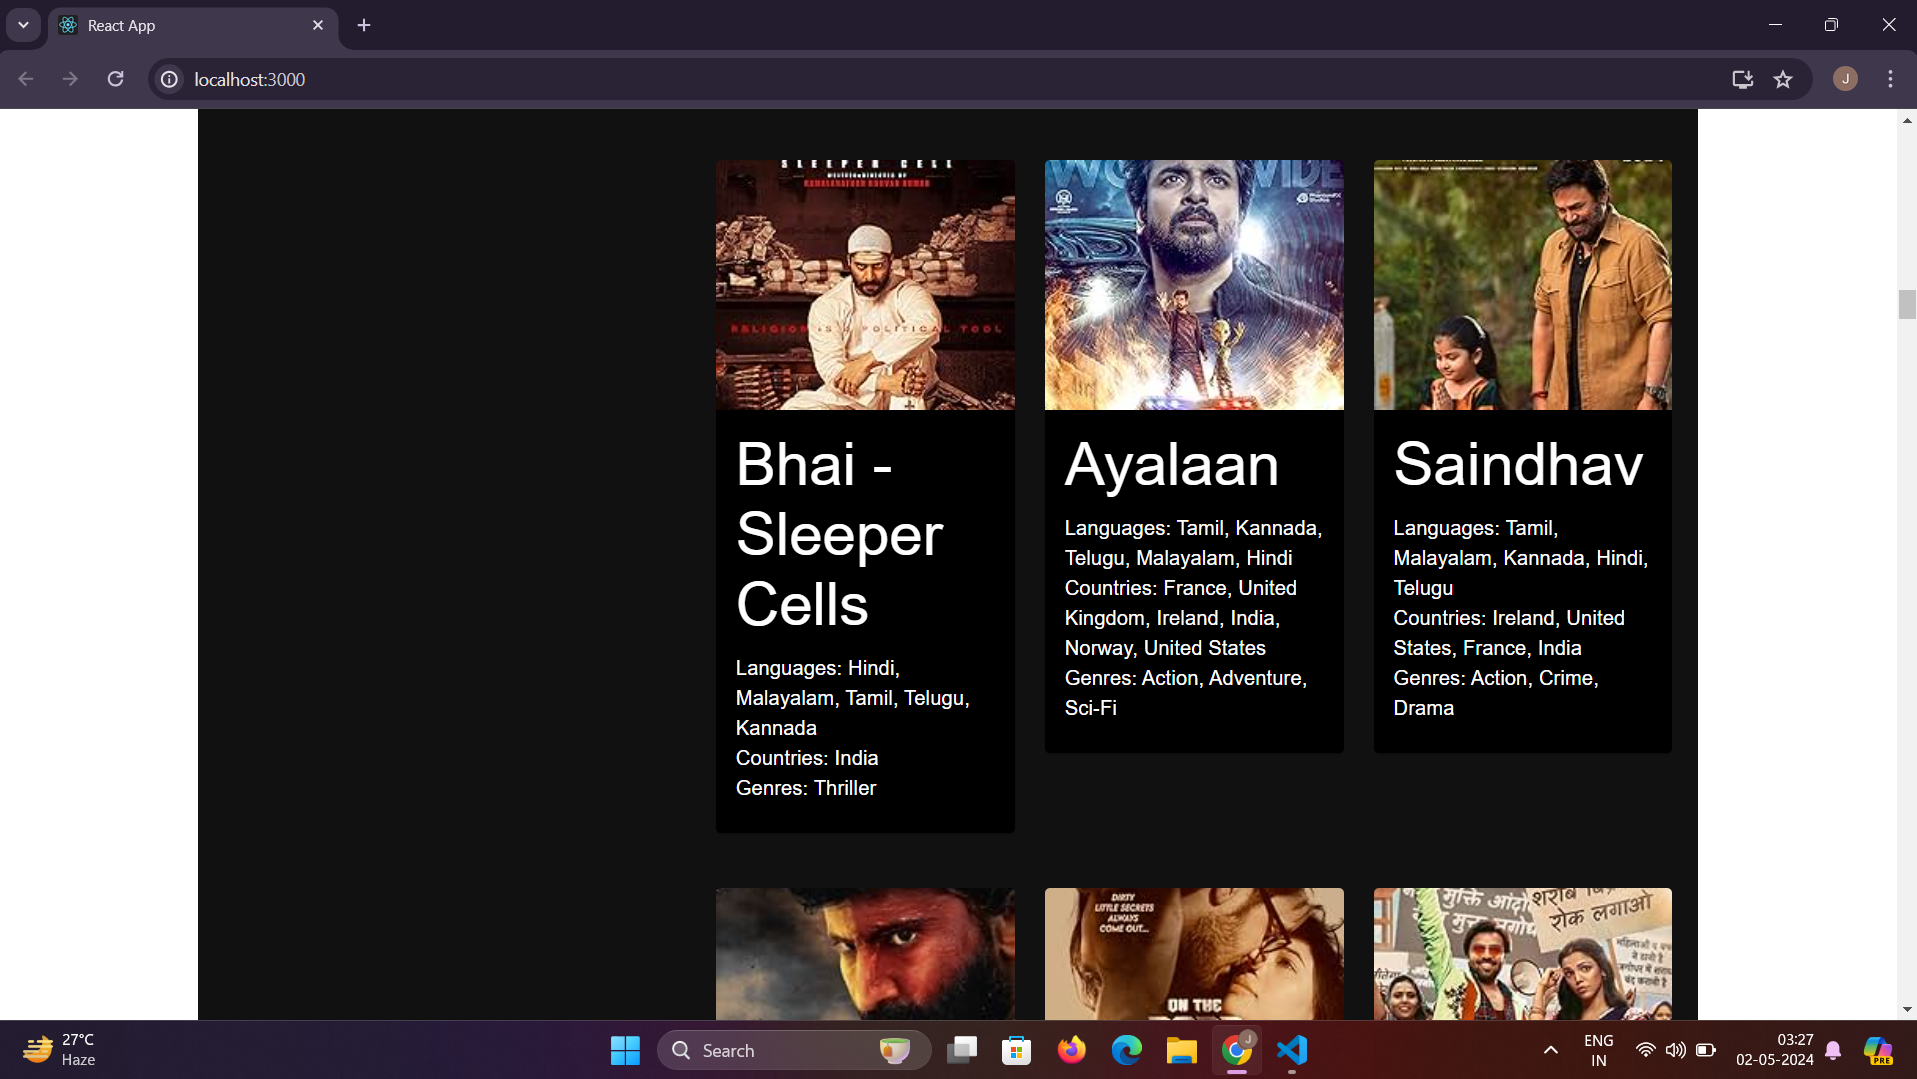 React App
localhost:3000
J
SLEEPER CELL
RELIGION IS A POLITICAL TOOL
WORLDWIDE
Bhai -
Sleeper
Cells
Languages: Hindi,
Malayalam, Tamil, Telugu,
Kannada
Countries: India
Genres: Thriller
Ayalaan
Languages: Tamil, Kannada,
Telugu, Malayalam, Hindi
Countries: France, United
Kingdom, Ireland, India,
Norway, United States
Genres: Action, Adventure,
Sci-Fi
Saindhav
Languages: Tamil,
Malayalam, Kannada, Hindi,
Telugu
Countries: Ireland, United
States, France, India
Genres: Action, Crime,
Drama
DIRTY
LITTLE SECRETS
ALWAYS
COME OUT...
ON THE
मुक्ति
शराब
रोक लगाओ
27°C
Haze
Search
J
ENG
IN
03:27
02-05-2024
PRE